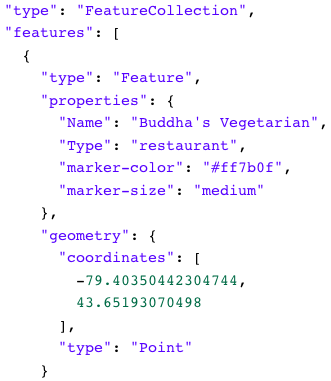 "type": "FeatureCollection",
"features": [
{
"type": "Feature",
"properties": {
"Name": "Buddha's Vegetarian",
"Type": "restaurant",
"marker-color": "#ff7b0f",
"marker-size": "medium"
},
"geometry": {
"coordinates": [
-79.40350442304744,
43.65193070498
],
"type": "Point"
}